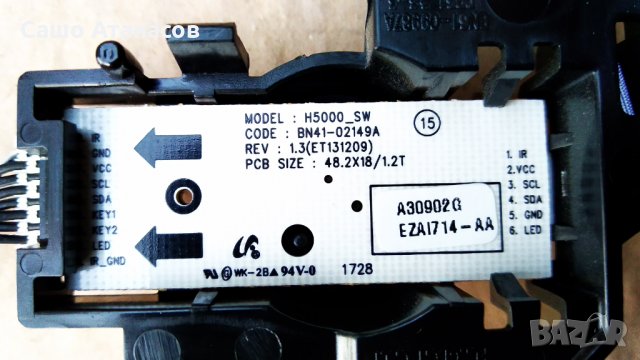 Сашо Атанасов
MODEL : H5000_SW
CODE : BN41-02149A
REV : 1.3(ET131209)
PCB SIZE : 48.2X18/1.2T
15
IR
GND
VCC
SCL
SDA
KEY1
KEY2
LED
IR_GND
1. IR
2.VCC
3. SCL
4. SDA
5. GND
6. LED
A30902G
EZA1714-AA
WK-2B 94V-0
1728
BAZAR
bg